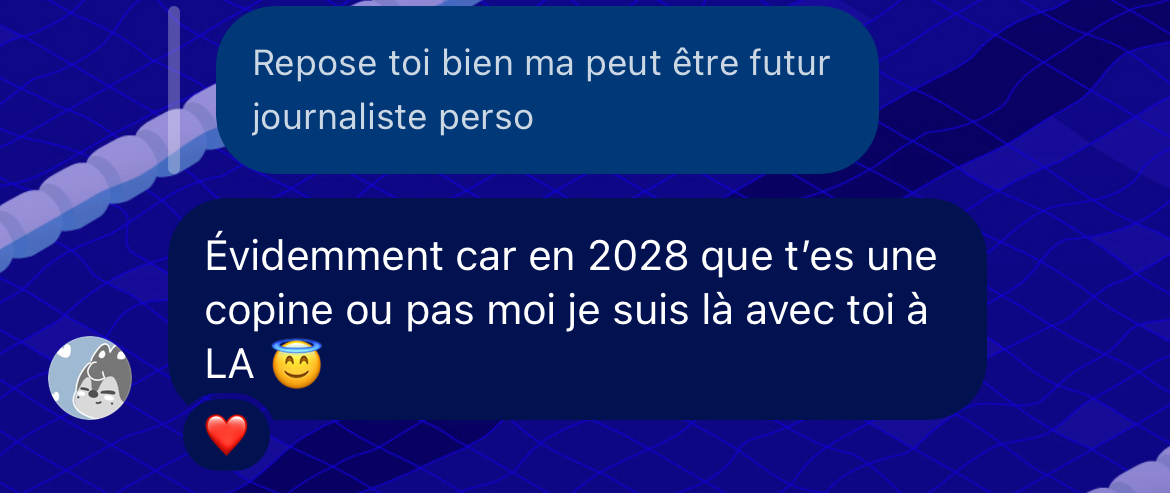 Repose toi bien ma peut être futur
journaliste perso
Évidemment car en 2028 que t’es une
copine ou pas moi je suis là avec toi à
LA 😇
❤️